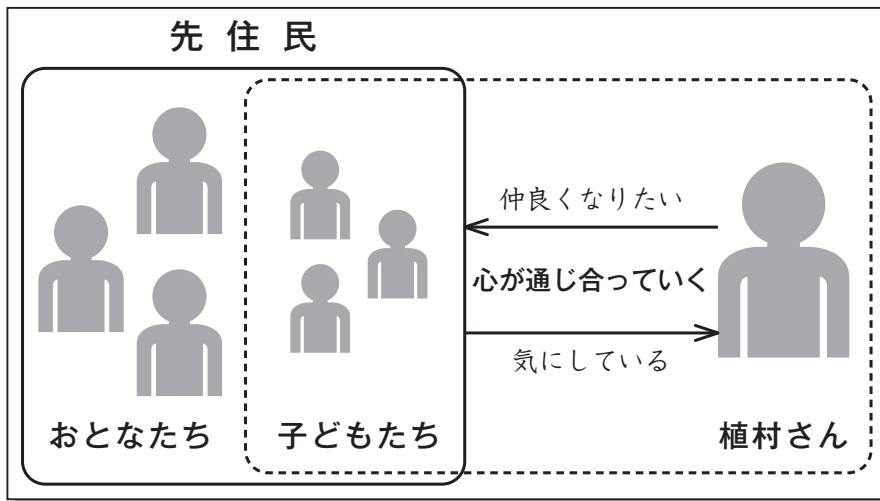 先住民
仲良くなりたい
心が通じ合っていく
気にしている
おとなたち
子どもたち
植村さん